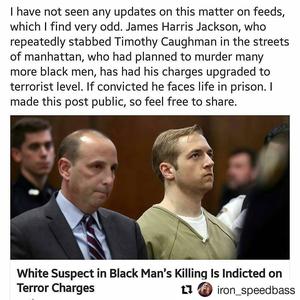 I have not seen any updates on this matter on feeds,
which I find very odd. James Harris Jackson, who
repeatedly stabbed Timothy Caughman in the streets
of manhattan, who had planned to murder many
more black men, has had his charges upgraded to
terrorist level. If convicted he faces life in prison. I
made this post public, so feel free to share.
White Suspect in Black Man's Killing Is Indicted on
Terror Charges
iron_speedbass